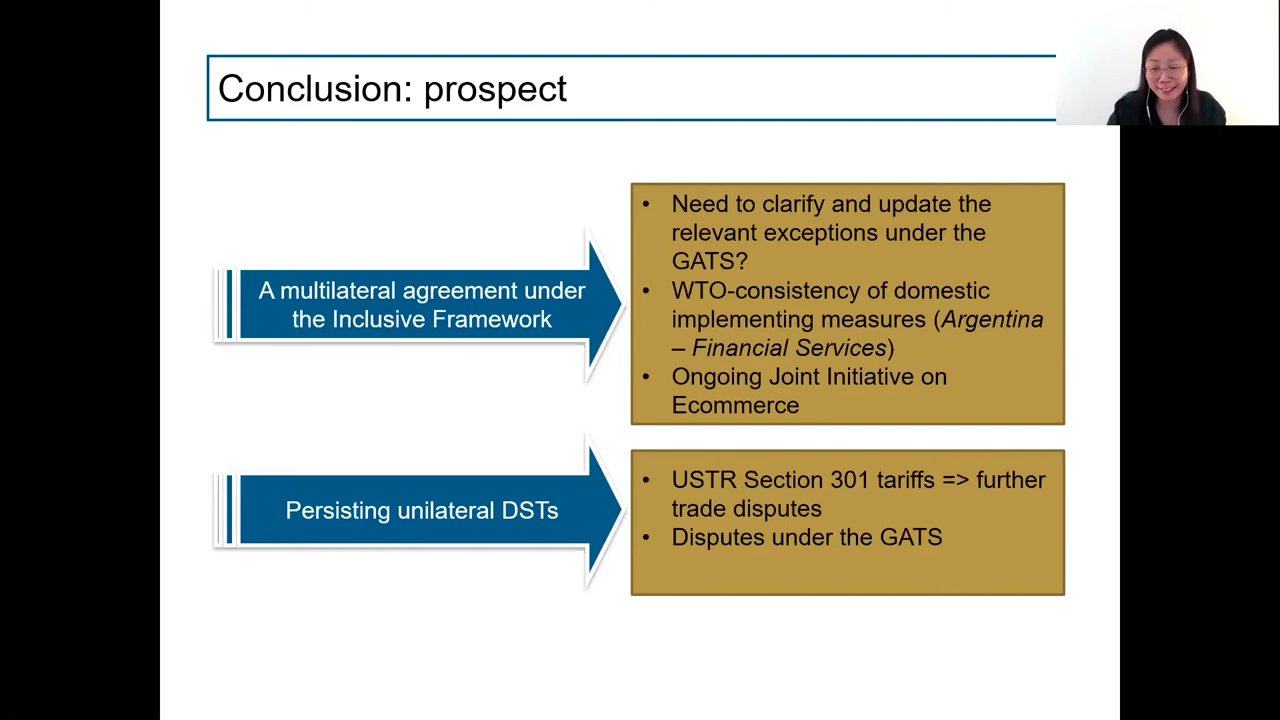 Conclusion: prospect
A multilateral agreement under
the Inclusive Framework
• Need to clarify and update the
relevant exceptions under the
GATS?
• WTO-consistency of domestic
implementing measures (Argentina
– Financial Services)
• Ongoing Joint Initiative on
Ecommerce
Persisting unilateral DSTs
• USTR Section 301 tariffs => further
trade disputes
• Disputes under the GATS